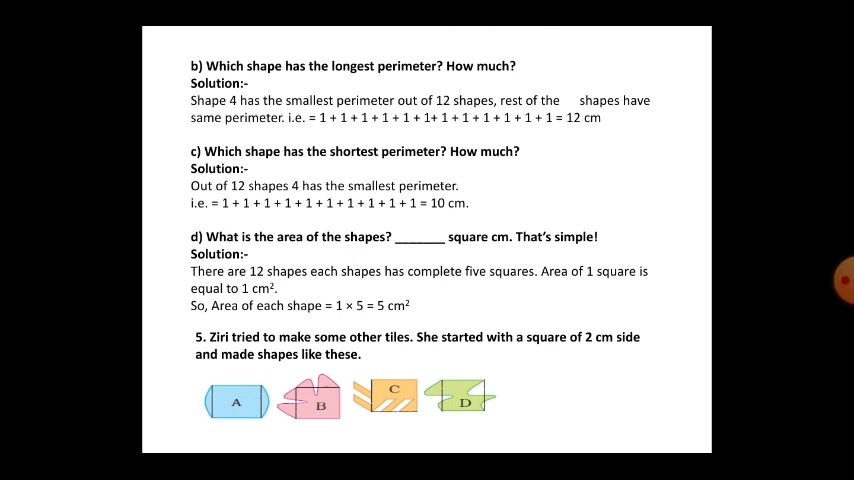 b) Which shape has the longest perimeter? How much?
Solution:-
Shape 4 has the smallest perimeter out of 12 shapes, rest of the shapes have
same perimeter. i.e. = 1 + 1 + 1 + 1 + 1 + 1+ 1 + 1 + 1 + 1 + 1 + 1 = 12 cm
c) Which shape has the shortest perimeter? How much?
Solution:-
Out of 12 shapes 4 has the smallest perimeter.
i.e. = 1 + 1 + 1 + 1 + 1 + 1 + 1 + 1 + 1 + 1 = 10 cm.
d) What is the area of the shapes? _______ square cm. That’s simple!
Solution:-
There are 12 shapes each shapes has complete five squares. Area of 1 square is
equal to 1 cm².
So, Area of each shape = 1 × 5 = 5 cm²
5. Ziri tried to make some other tiles. She started with a square of 2 cm side
and made shapes like these.
A B C D